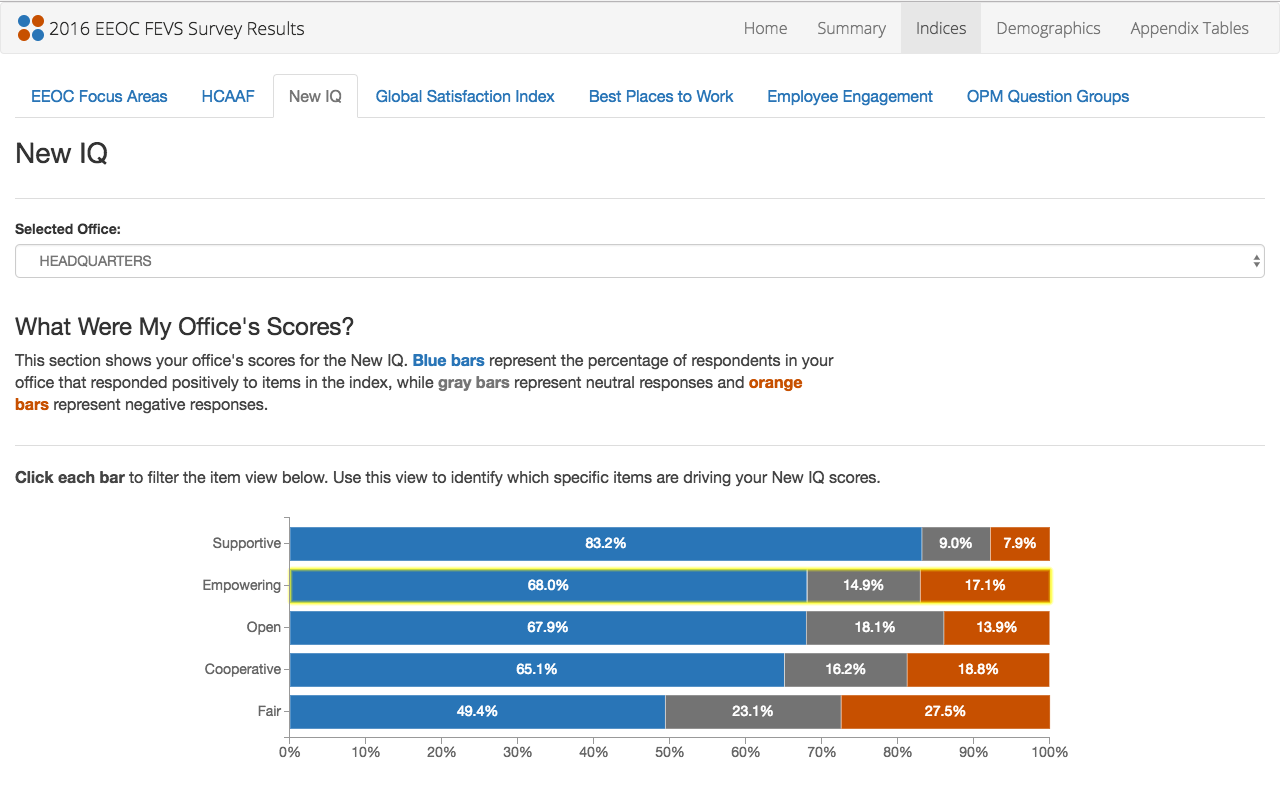 2016 EEOC FEVS Survey Results
Home Summary Indices Demographics Appendix Tables
EEOC Focus Areas HCAAF New IQ Global Satisfaction Index Best Places to Work Employee Engagement OPM Question Groups
New IQ
Selected Office:
HEADQUARTERS
What Were My Office's Scores?
This section shows your office's scores for the New IQ. Blue bars represent the percentage of respondents in your
office that responded positively to items in the index, while gray bars represent neutral responses and orange
bars represent negative responses.
Click each bar to filter the item view below. Use this view to identify which specific items are driving your New IQ scores.
Supportive 83.2% 9.0% 7.9%
Empowering 68.0% 14.9% 17.1%
Open 67.9% 18.1% 13.9%
Cooperative 65.1% 16.2% 18.8%
Fair 49.4% 23.1% 27.5%
0% 10% 20% 30% 40% 50% 60% 70% 80% 90% 100%